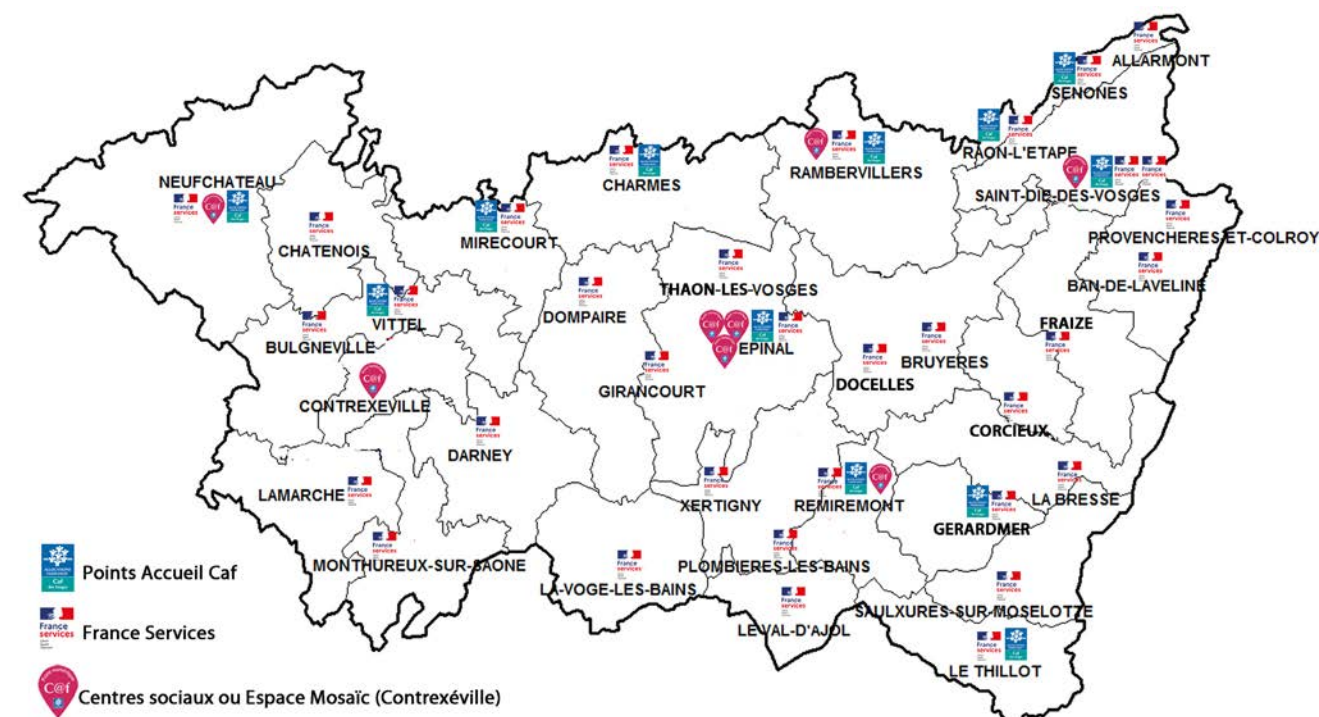 ALLARMONT
SENONES
RAON-L'ETAPE
RAMBERVILLERS
CHARMES
SAINT-DIE-DES-VOSGES
NEUFCHATEAU
MIRECOURT
CHATENOIS
PROVENCHERES-ET-COLROY
BAN-DE-LAVELINE
THAON-LES-VOSGES
DOMPAIRE
VITTEL
BULGNEVILLE
FRAIZE
EPINAL
BRUYERES
DOCELLES
GIRANCOURT
CONTREXEVILLE
CORCIEUX
DARNEY
LAMARCHE
XERTIGNY
REMIREMONT
LA BRESSE
GERARDMER
MONTHUREUX-SUR-SAONE
PLOMBIERES-LES-BAINS
LA-VOGE-LES-BAINS
SAULXURES-SUR-MOSELOTTE
LE VAL-D'AJOL
LE THILLOT
Caf
Points Accueil Caf
France
services
France Services
C@f
Centres sociaux ou Espace Mosaïc (Contrexéville)